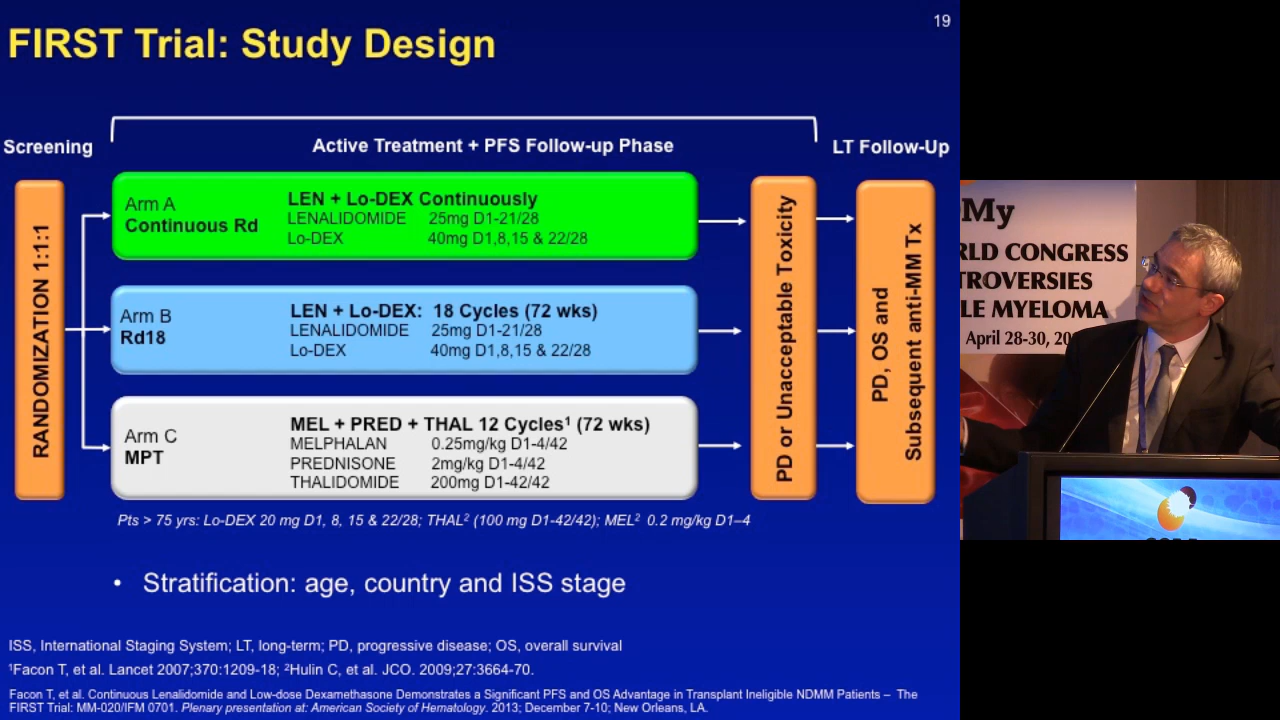 19
FIRST Trial: Study Design
Screening
Active Treatment + PFS Follow-up Phase
LT Follow-Up
RANDOMIZATION 1:1:1
Arm A
Continuous Rd
LEN + Lo-DEX Continuously
LENALIDOMIDE 25mg D1-21/28
Lo-DEX 40mg D1,8,15 & 22/28
Arm B
Rd18
LEN + Lo-DEX: 18 Cycles (72 wks)
LENALIDOMIDE 25mg D1-21/28
Lo-DEX 40mg D1,8,15 & 22/28
Arm C
MPT
MEL + PRED + THAL 12 Cycles¹ (72 wks)
MELPHALAN 0.25mg/kg D1-4/42
PREDNISONE 2mg/kg D1-4/42
THALIDOMIDE 200mg D1-42/42
PD or Unacceptable Toxicity
PD, OS and
Subsequent anti-MM Tx
Pts > 75 yrs: Lo-DEX 20 mg D1, 8, 15 & 22/28; THAL² (100 mg D1-42/42); MEL² 0.2 mg/kg D1–4
• Stratification: age, country and ISS stage
ISS, International Staging System; LT, long-term; PD, progressive disease; OS, overall survival
¹Facon T, et al. Lancet 2007;370:1209-18; ²Hulin C, et al. JCO. 2009;27:3664-70.
Facon T, et al. Continuous Lenalidomide and Low-dose Dexamethasone Demonstrates a Significant PFS and OS Advantage in Transplant Ineligible NDMM Patients – The
FIRST Trial: MM-020/IFM 0701. Plenary presentation at: American Society of Hematology. 2013; December 7-10; New Orleans, LA.
My
RLD CONGRESS
TROVERSIES
LE MYELOMA
April 28-30, 20